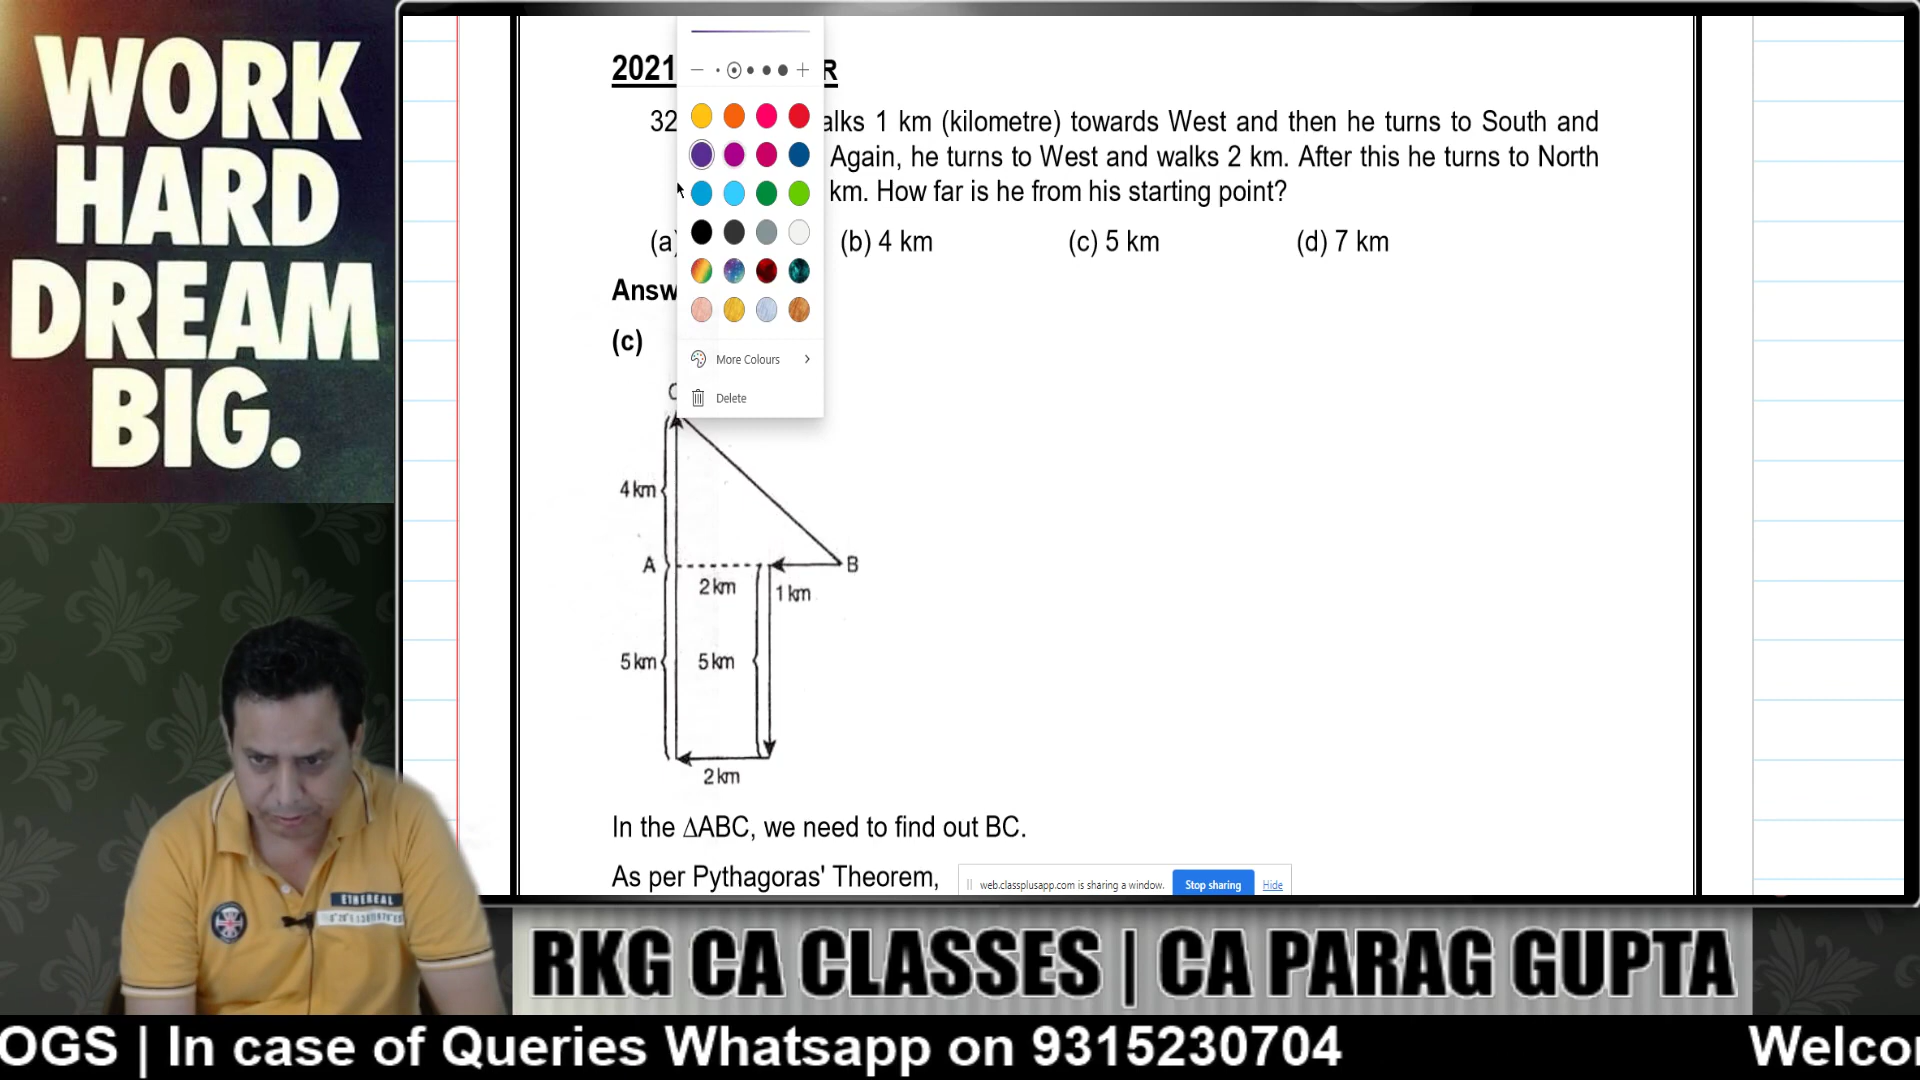 WORK
HARD
DREAM
BIG.
2021
R
32
alks 1 km (kilometre) towards West and then he turns to South and
Again, he turns to West and walks 2 km. After this he turns to North
km. How far is he from his starting point?
(a) (b) 4 km (c) 5 km (d) 7 km
Answ
(c)
More Colours
Delete
C
4 km
A
B
2 km
1 km
5 km
5 km
2 km
In the ∆ABC, we need to find out BC.
As per Pythagoras' Theorem,
web.classplusapp.com is sharing a window. Stop sharing Hide
ETHEREAL
RKG CA CLASSES | CA PARAG GUPTA
OGS | In case of Queries Whatsapp on 9315230704
Welco